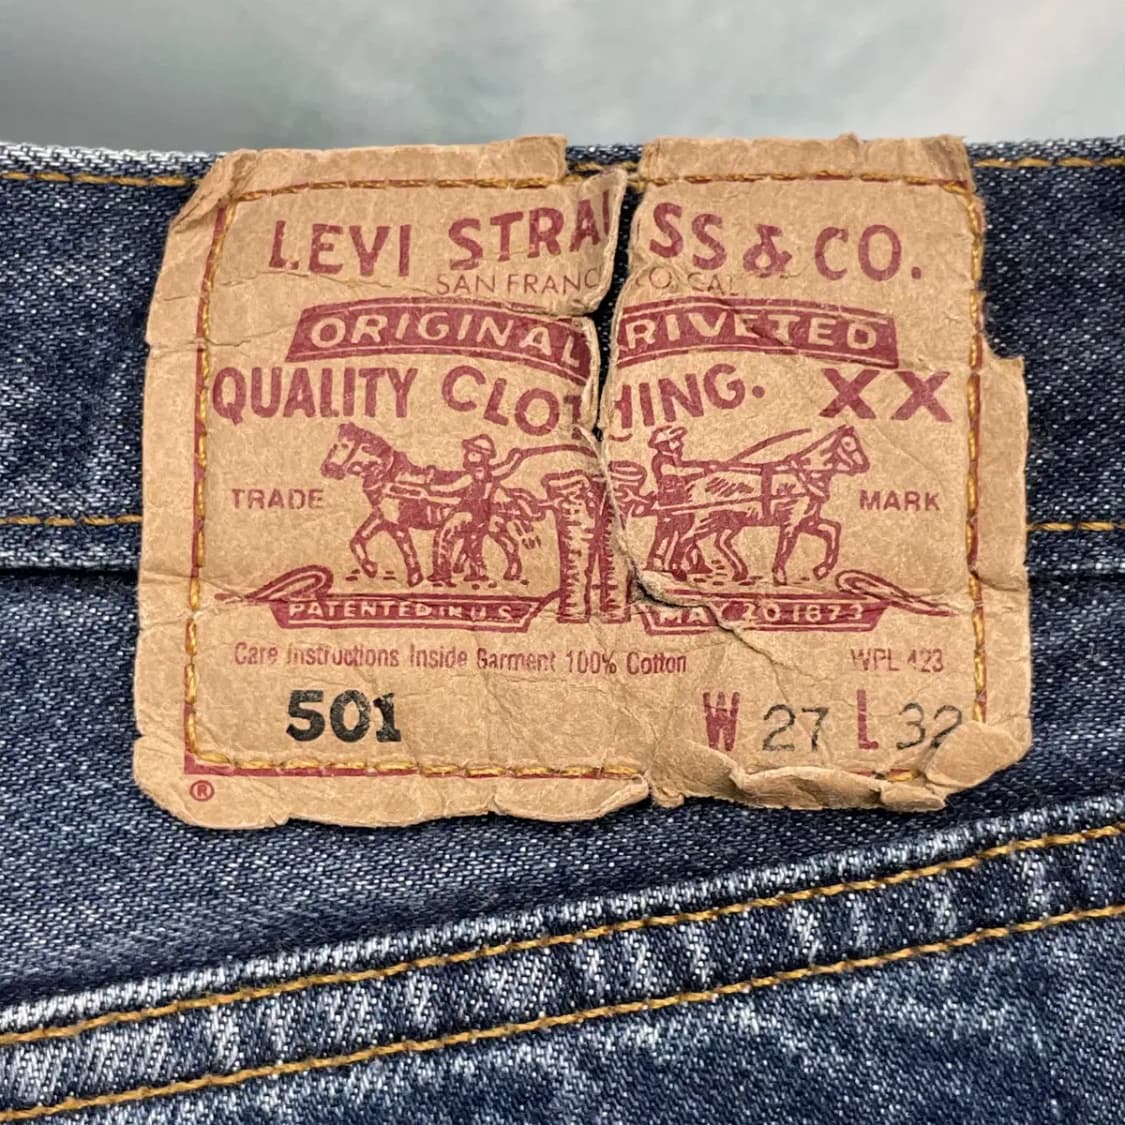 LEVI STRAUSS & CO.
SAN FRANCISCO CAL
ORIGINAL RIVETED
QUALITY CLOTHING. XX
TRADE MARK
PATENTED IN U.S. MAY 20 1873
Care Instructions Inside Garment 100% Cotton WPL 423
501 W 27 L 32
®